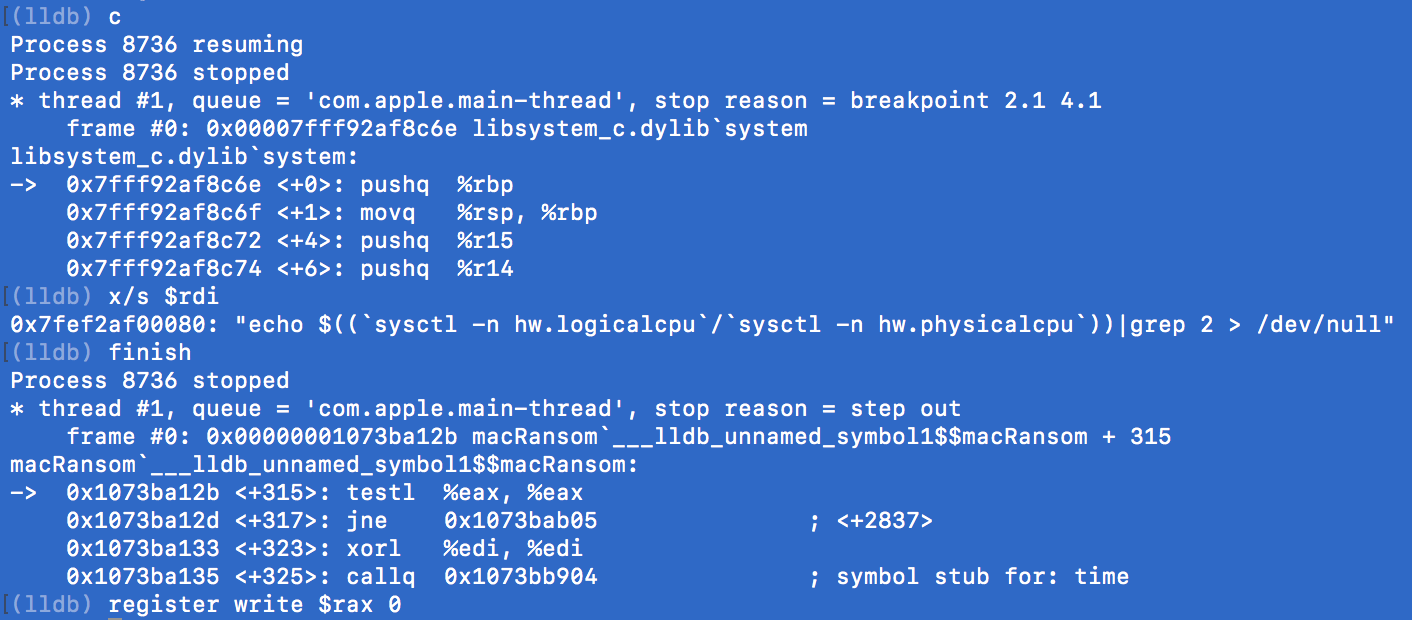 [(lldb) c
Process 8736 resuming
Process 8736 stopped
* thread #1, queue = 'com.apple.main-thread', stop reason = breakpoint 2.1 4.1
    frame #0: 0x00007fff92af8c6e libsystem_c.dylib`system
libsystem_c.dylib`system:
->  0x7fff92af8c6e <+0>: pushq  %rbp
    0x7fff92af8c6f <+1>: movq   %rsp, %rbp
    0x7fff92af8c72 <+4>: pushq  %r15
    0x7fff92af8c74 <+6>: pushq  %r14
[(lldb) x/s $rdi
0x7fef2af00080: "echo $((`sysctl -n hw.logicalcpu`/`sysctl -n hw.physicalcpu`))|grep 2 > /dev/null"
[(lldb) finish
Process 8736 stopped
* thread #1, queue = 'com.apple.main-thread', stop reason = step out
    frame #0: 0x00000001073ba12b macRansom`___lldb_unnamed_symbol1$$macRansom + 315
macRansom`___lldb_unnamed_symbol1$$macRansom:
->  0x1073ba12b <+315>: testl  %eax, %eax
    0x1073ba12d <+317>: jne    0x1073bab05               ; <+2837>
    0x1073ba133 <+323>: xorl   %edi, %edi
    0x1073ba135 <+325>: callq  0x1073bb904               ; symbol stub for: time
[(lldb) register write $rax 0